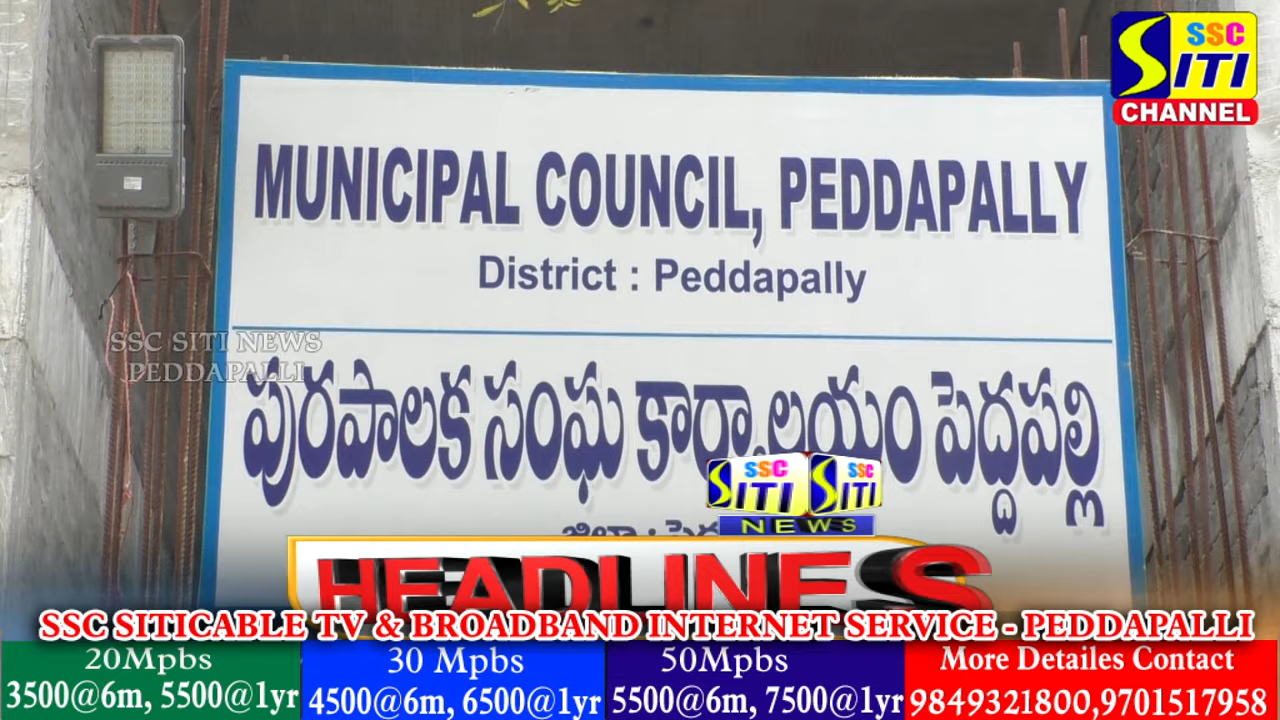 SSC
SITI
CHANNEL
MUNICIPAL COUNCIL, PEDDAPALLY
District : Peddapally
SSC SITI NEWS
PEDDAPALLI
పురపాలక సంఘ కార్యాలయం పెద్దపల్లి
SSC SSC
SITI SITI
NEWS
జిల్లా :
HEADLINES
SSC SITICABLE TV & BROADBAND INTERNET SERVICE - PEDDAPALLI
20Mpbs
3500@6m, 5500@1yr
30 Mpbs
4500@6m, 6500@1yr
50Mpbs
5500@6m, 7500@1yr
More Detailes Contact
9849321800,9701517958